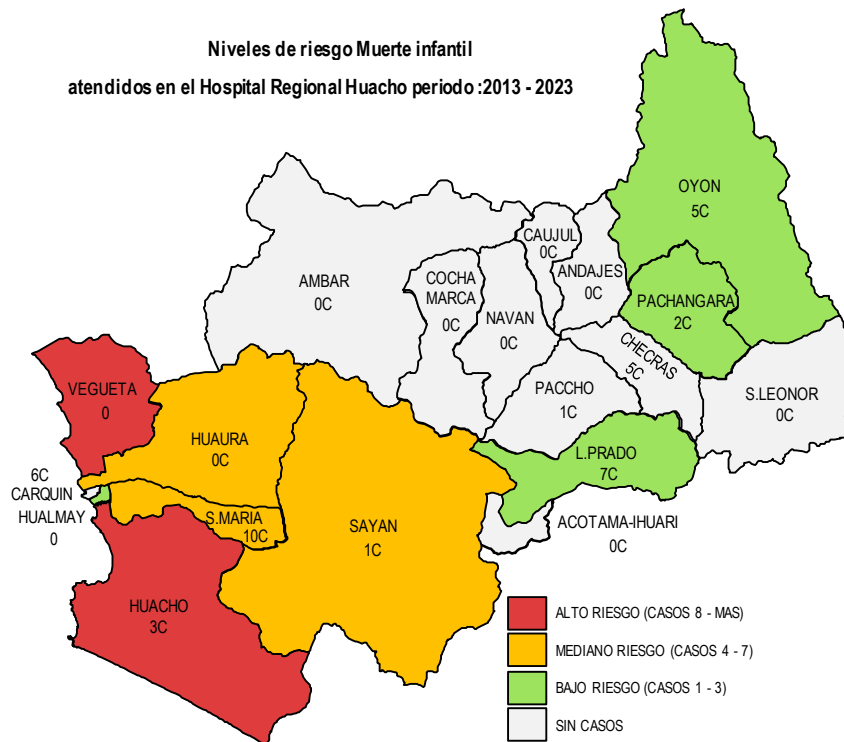 Niveles de riesgo Muerte infantil
atendidos en el Hospital Regional Huacho periodo :2013 - 2023
OYON
5C
CAUJUL
0C
ANDAJES
0C
AMBAR
0C
COCHA
MARCA
0C
NAVAN
0C
PACHANGARA
2C
CHECRAS
5C
S.LEONOR
0C
PACCHO
1C
VEGUETA
0
HUAURA
0C
L.PRADO
7C
6C
CARQUIN
HUALMAY
0
S.MARIA
10C
SAYAN
1C
ACOTAMA-IHUARI
0C
HUACHO
3C
ALTO RIESGO (CASOS 8 - MAS)
MEDIANO RIESGO (CASOS 4 - 7)
BAJO RIESGO (CASOS 1 - 3)
SIN CASOS